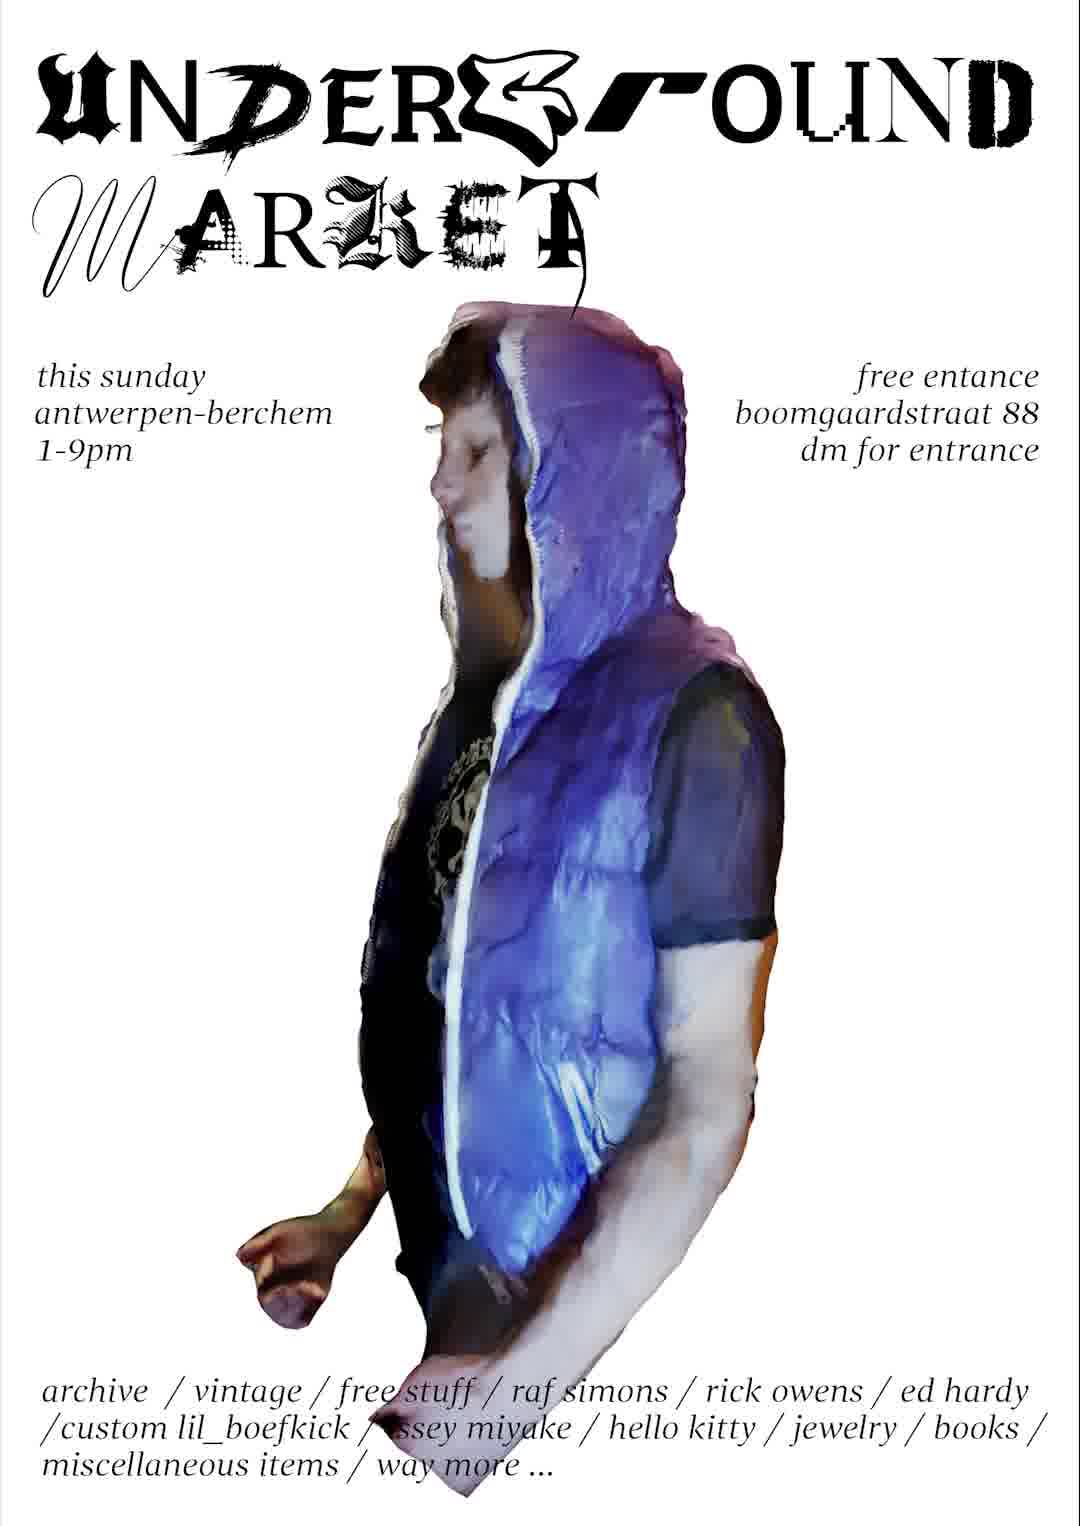 UNDERGrOUND
MARKET
this sunday
antwerpen-berchem
1-9pm
free entance
boomgaardstraat 88
dm for entrance
archive / vintage / free stuff / raf simons / rick owens / ed hardy
/custom lil_boefkick / issey miyake / hello kitty / jewelry / books /
miscellaneous items / way more ...